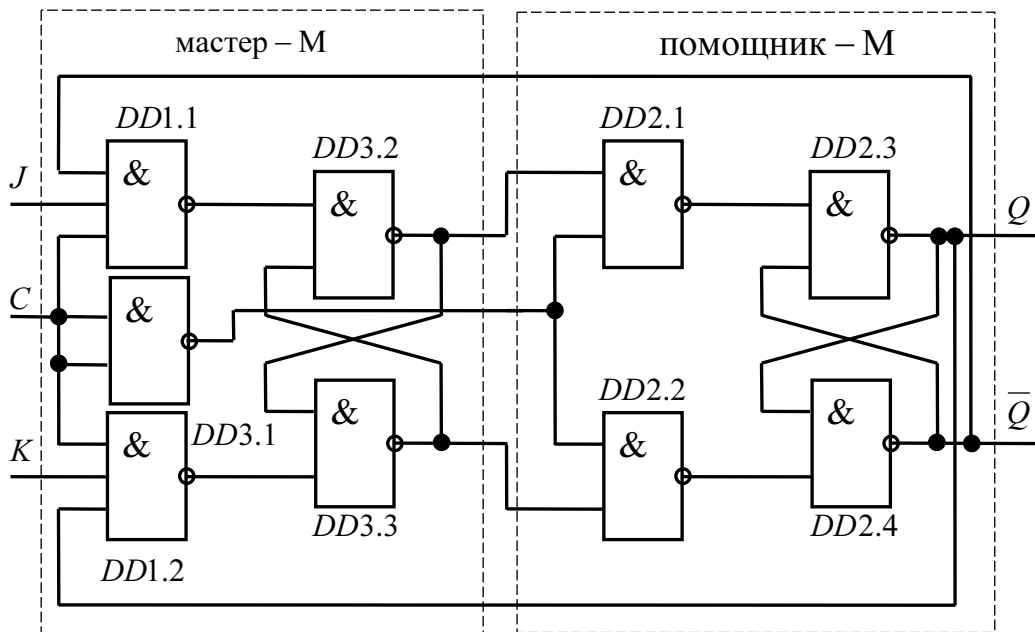 мастер – М
помощник – М
DD1.1
DD3.2
DD2.1
DD2.3
&
&
&
&
J
Q
C
&
DD2.2
&
&
&
&
Q̅
K
DD3.1
DD3.3
DD2.4
DD1.2